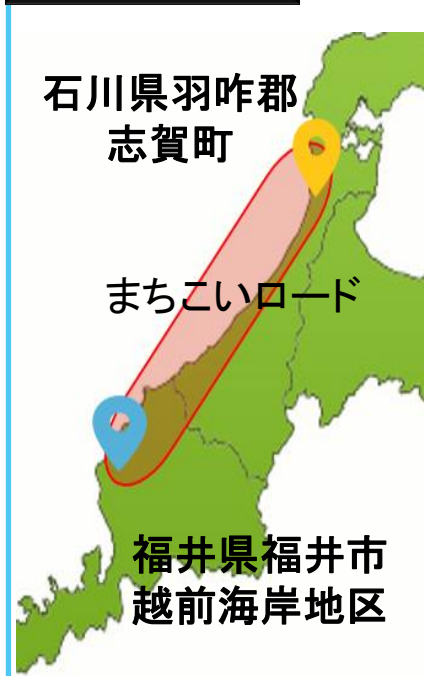 石川県羽咋郡
志賀町
まちこいロード
福井県福井市
越前海岸地区